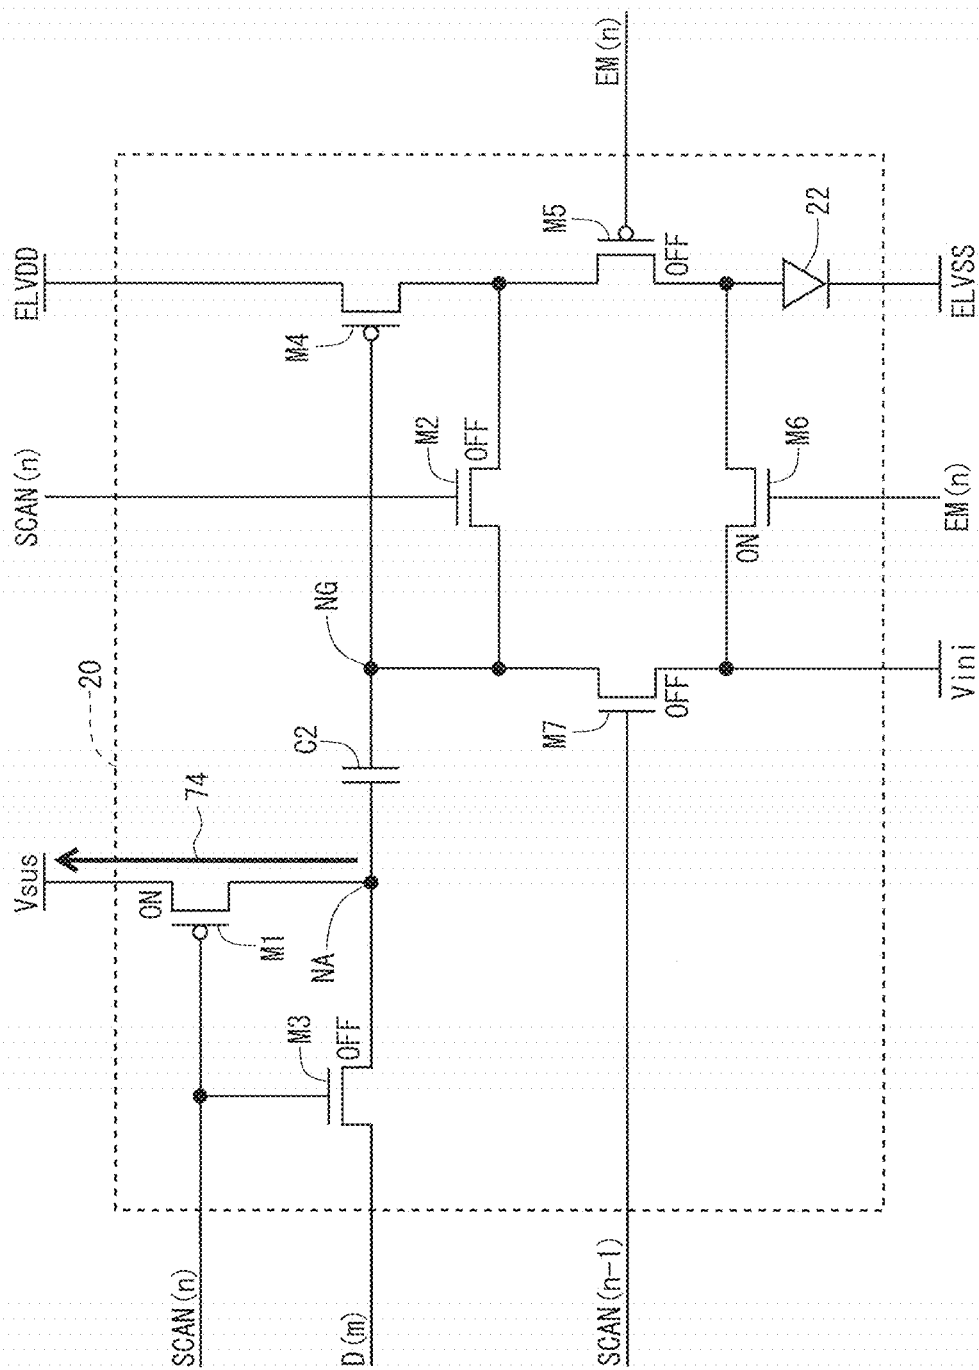 SCAN(n)
D(m)
SCAN(n-1)
Vsus
ON
M1
74
20
NA
M3
OFF
C2
NG
SCAN(n)
M2
OFF
M7
OFF
Vini
ELVDD
M4
M5
OFF
EM(n)
22
ELVSS
M6
ON
EM(n)